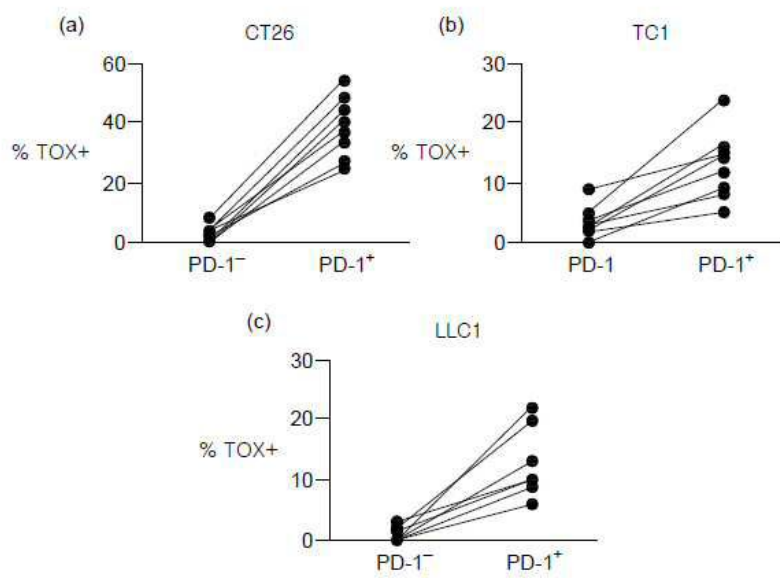 (a) CT26
60
40
% TOX+
20
0
PD-1⁻ PD-1⁺
(b) TC1
30
20
% TOX+
10
0
PD-1 PD-1⁺
(c) LLC1
30
20
% TOX+
10
0
PD-1⁻ PD-1⁺